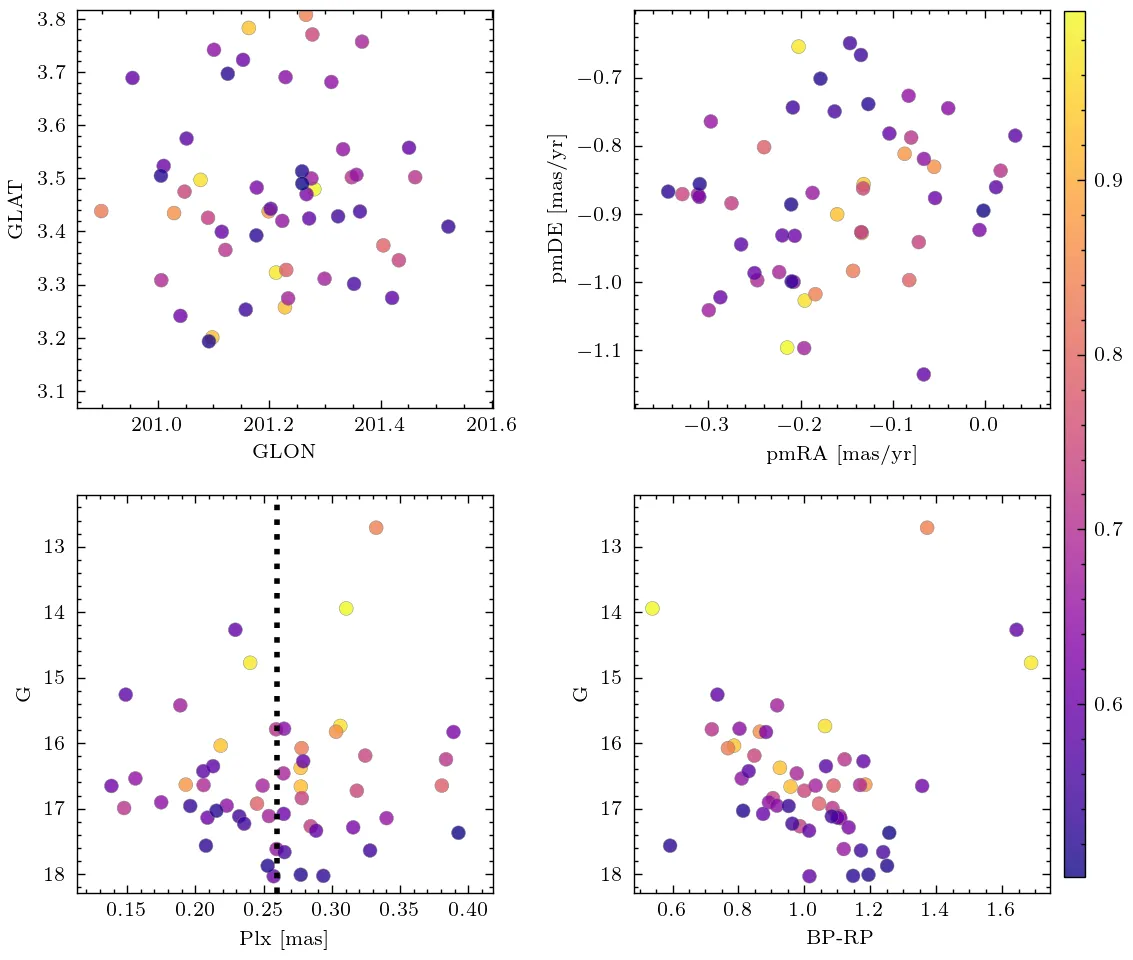 3.8
3.7
3.6
3.5
3.4
3.3
3.2
3.1
GLAT
201.0 201.2 201.4 201.6
GLON
−0.7
−0.8
−0.9
−1.0
−1.1
pmDE [mas/yr]
−0.3 −0.2 −0.1 0.0
pmRA [mas/yr]
0.9
0.8
0.7
0.6
13
14
15
16
17
18
G
0.15 0.20 0.25 0.30 0.35 0.40
Plx [mas]
13
14
15
16
17
18
G
0.6 0.8 1.0 1.2 1.4 1.6
BP-RP